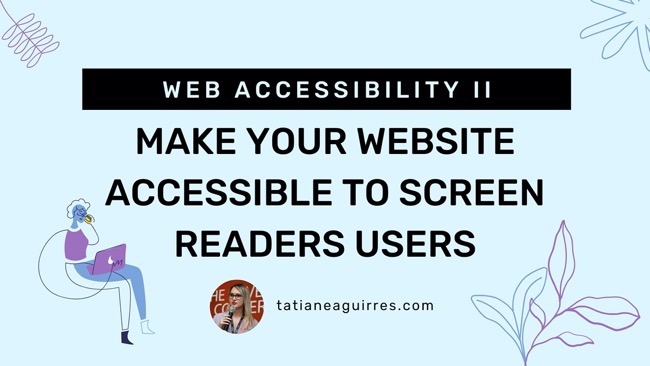 WEB ACCESSIBILITY II
MAKE YOUR WEBSITE
ACCESSIBLE TO SCREEN
READERS USERS
tatianeaguirres.com